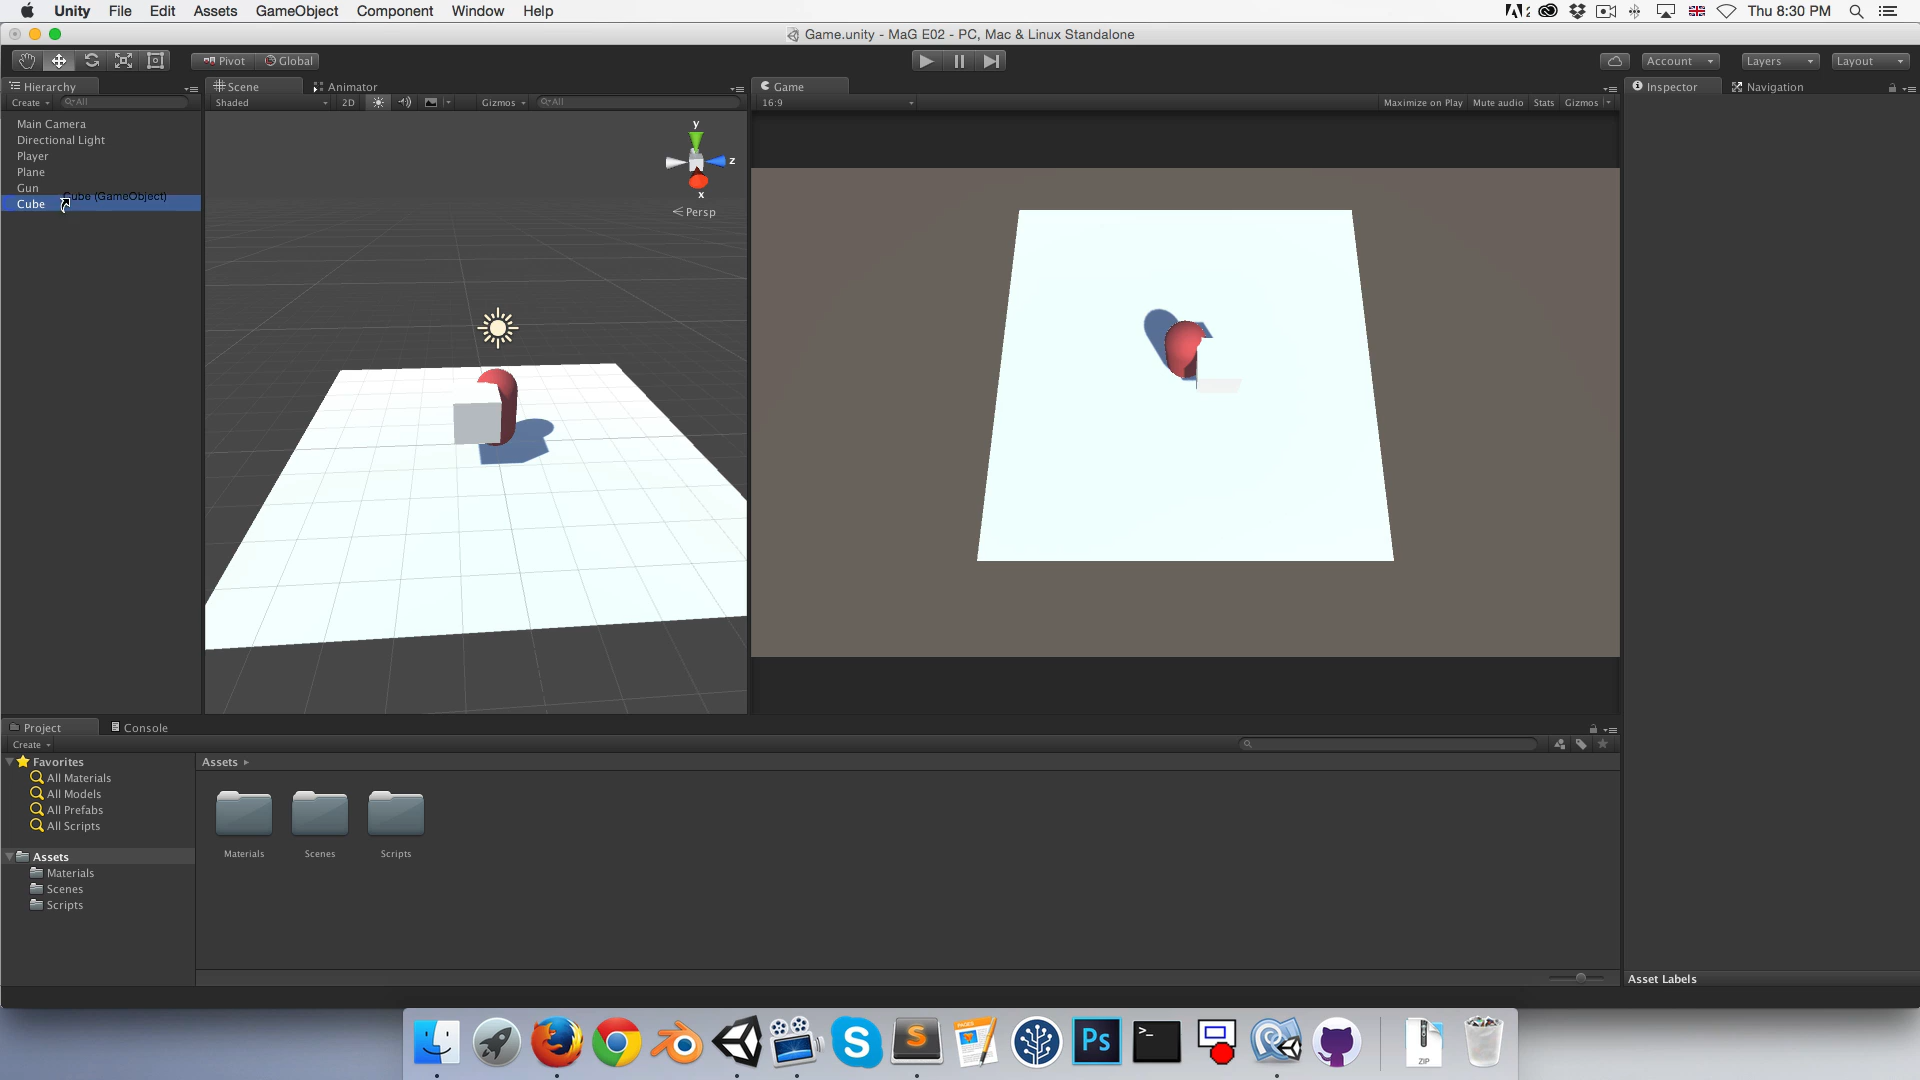 Unity File Edit Assets GameObject Component Window Help
2 Thu 8:30 PM
Game.unity - MaG E02 - PC, Mac & Linux Standalone
Pivot Global Account Layers Layout
Hierarchy Scene Animator Game Inspector Navigation
Create All Shaded 2D Gizmos All 16:9 Maximize on Play Mute audio Stats Gizmos
Main Camera
Directional Light
Player
Plane
Gun
Cube (GameObject)
Cube
y
z
x
Persp
Project Console
Create
Favorites
All Materials
All Models
All Prefabs
All Scripts
Assets
Materials
Scenes
Scripts
Assets
Materials Scenes Scripts
Asset Labels
PAGES
S
S
Ps
>_
ZIP